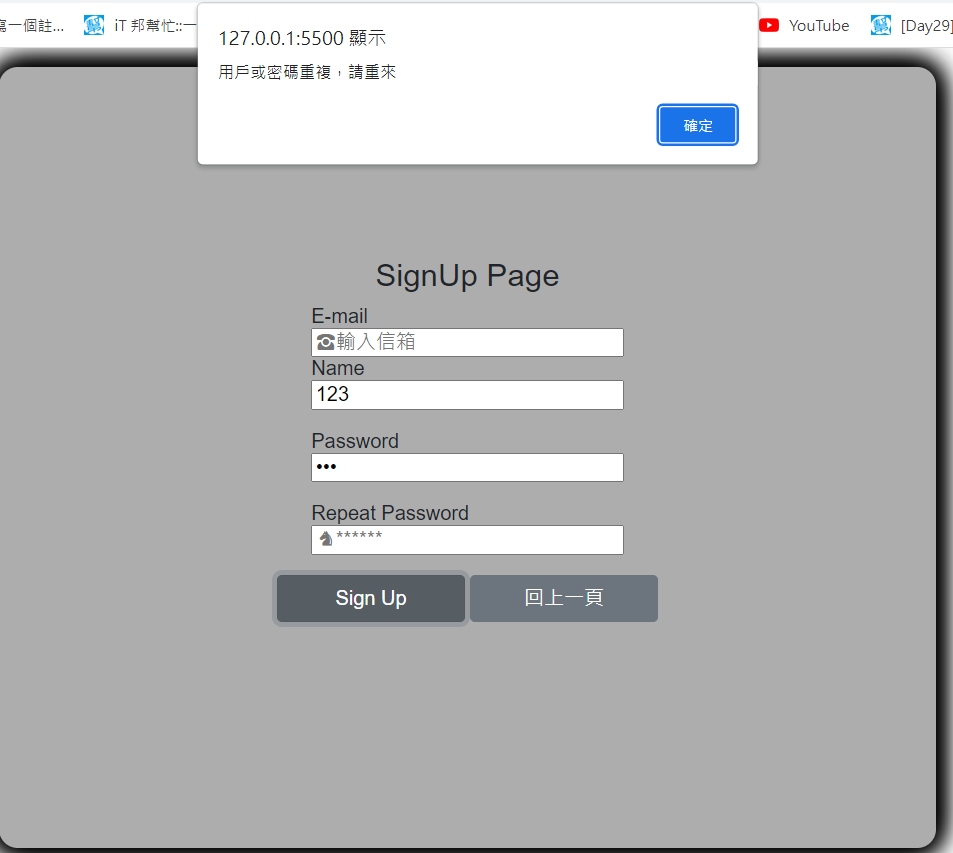 寫一個註... iT 邦幫忙::一 YouTube [Day29]
127.0.0.1:5500 顯示
用戶或密碼重複，請重來
確定
SignUp Page
E-mail
☎輸入信箱
Name
123
Password
•••
Repeat Password
♞******
Sign Up 回上一頁